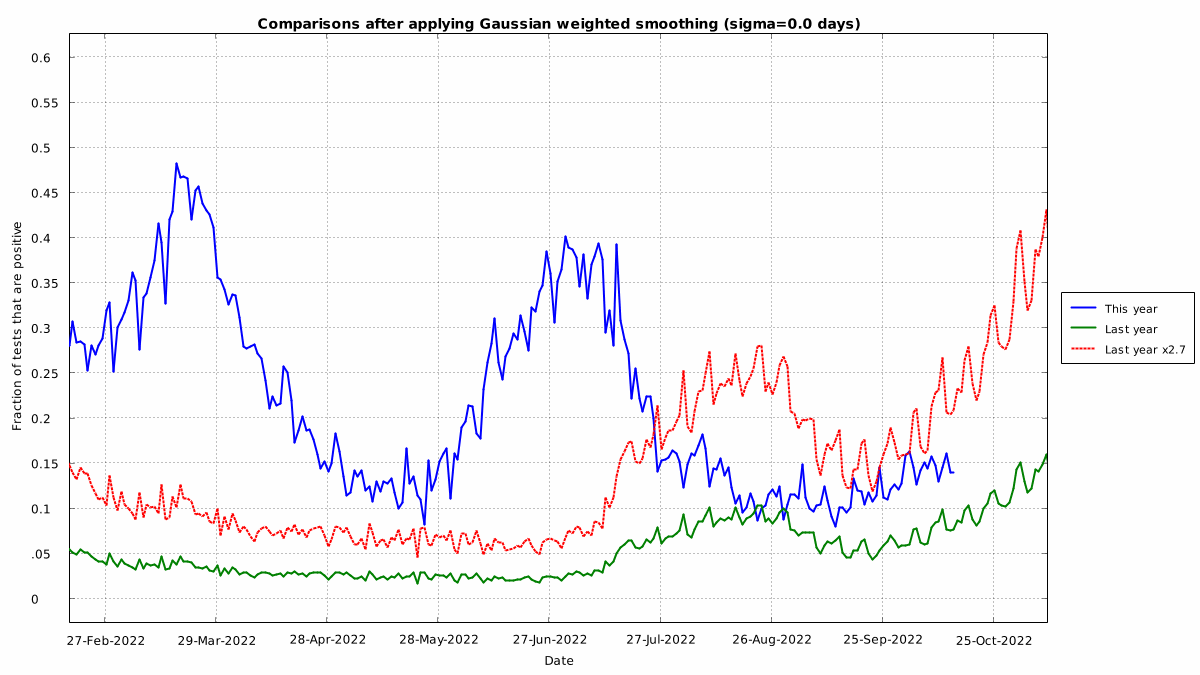 Comparisons after applying Gaussian weighted smoothing (sigma=0.0 days)
Fraction of tests that are positive
0.6
0.55
0.5
0.45
0.4
0.35
0.3
0.25
0.2
0.15
0.1
.05
0
27-Feb-2022 29-Mar-2022 28-Apr-2022 28-May-2022 27-Jun-2022 27-Jul-2022 26-Aug-2022 25-Sep-2022 25-Oct-2022
Date
This year
Last year
Last year x2.7